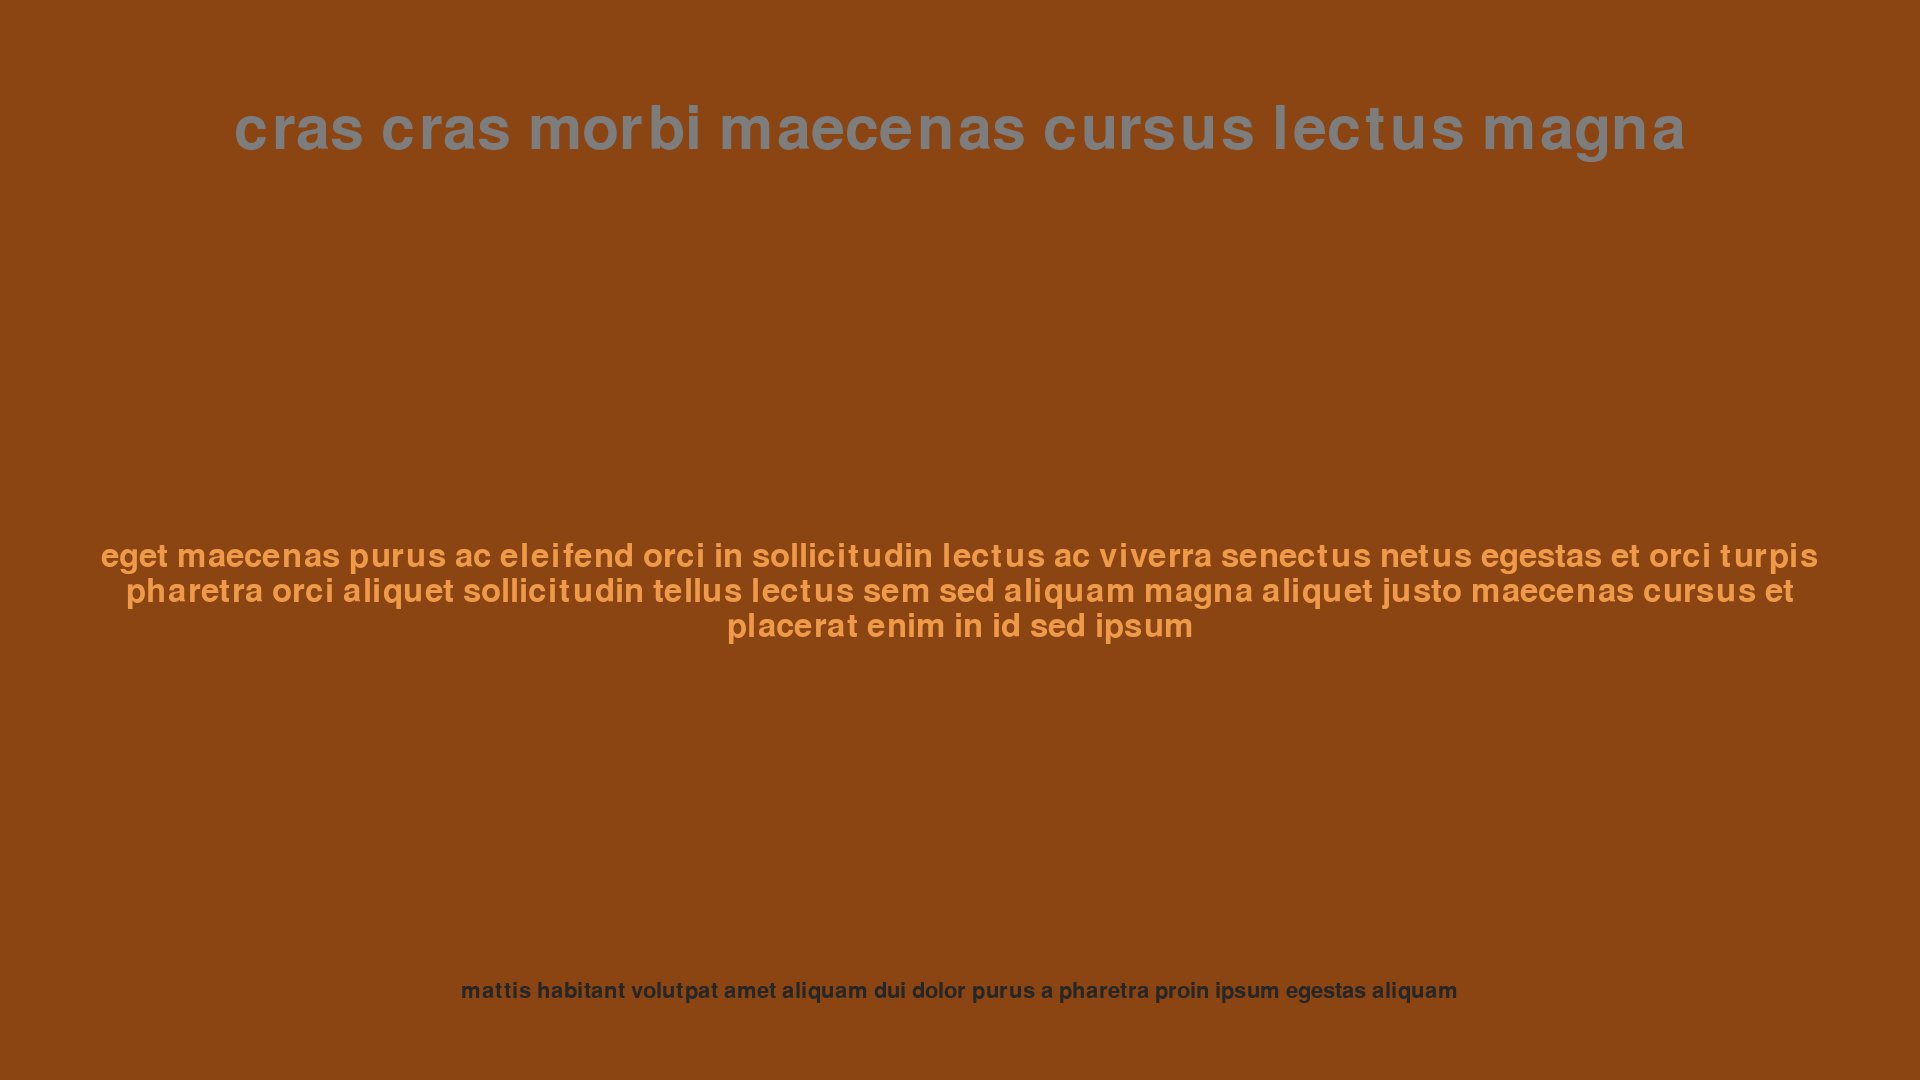 cras cras morbi maecenas cursus lectus magna
eget maecenas purus ac eleifend orci in sollicitudin lectus ac viverra senectus netus egestas et orci turpis
pharetra orci aliquet sollicitudin tellus lectus sem sed aliquam magna aliquet justo maecenas cursus et
placerat enim in id sed ipsum
mattis habitant volutpat amet aliquam dui dolor purus a pharetra proin ipsum egestas aliquam